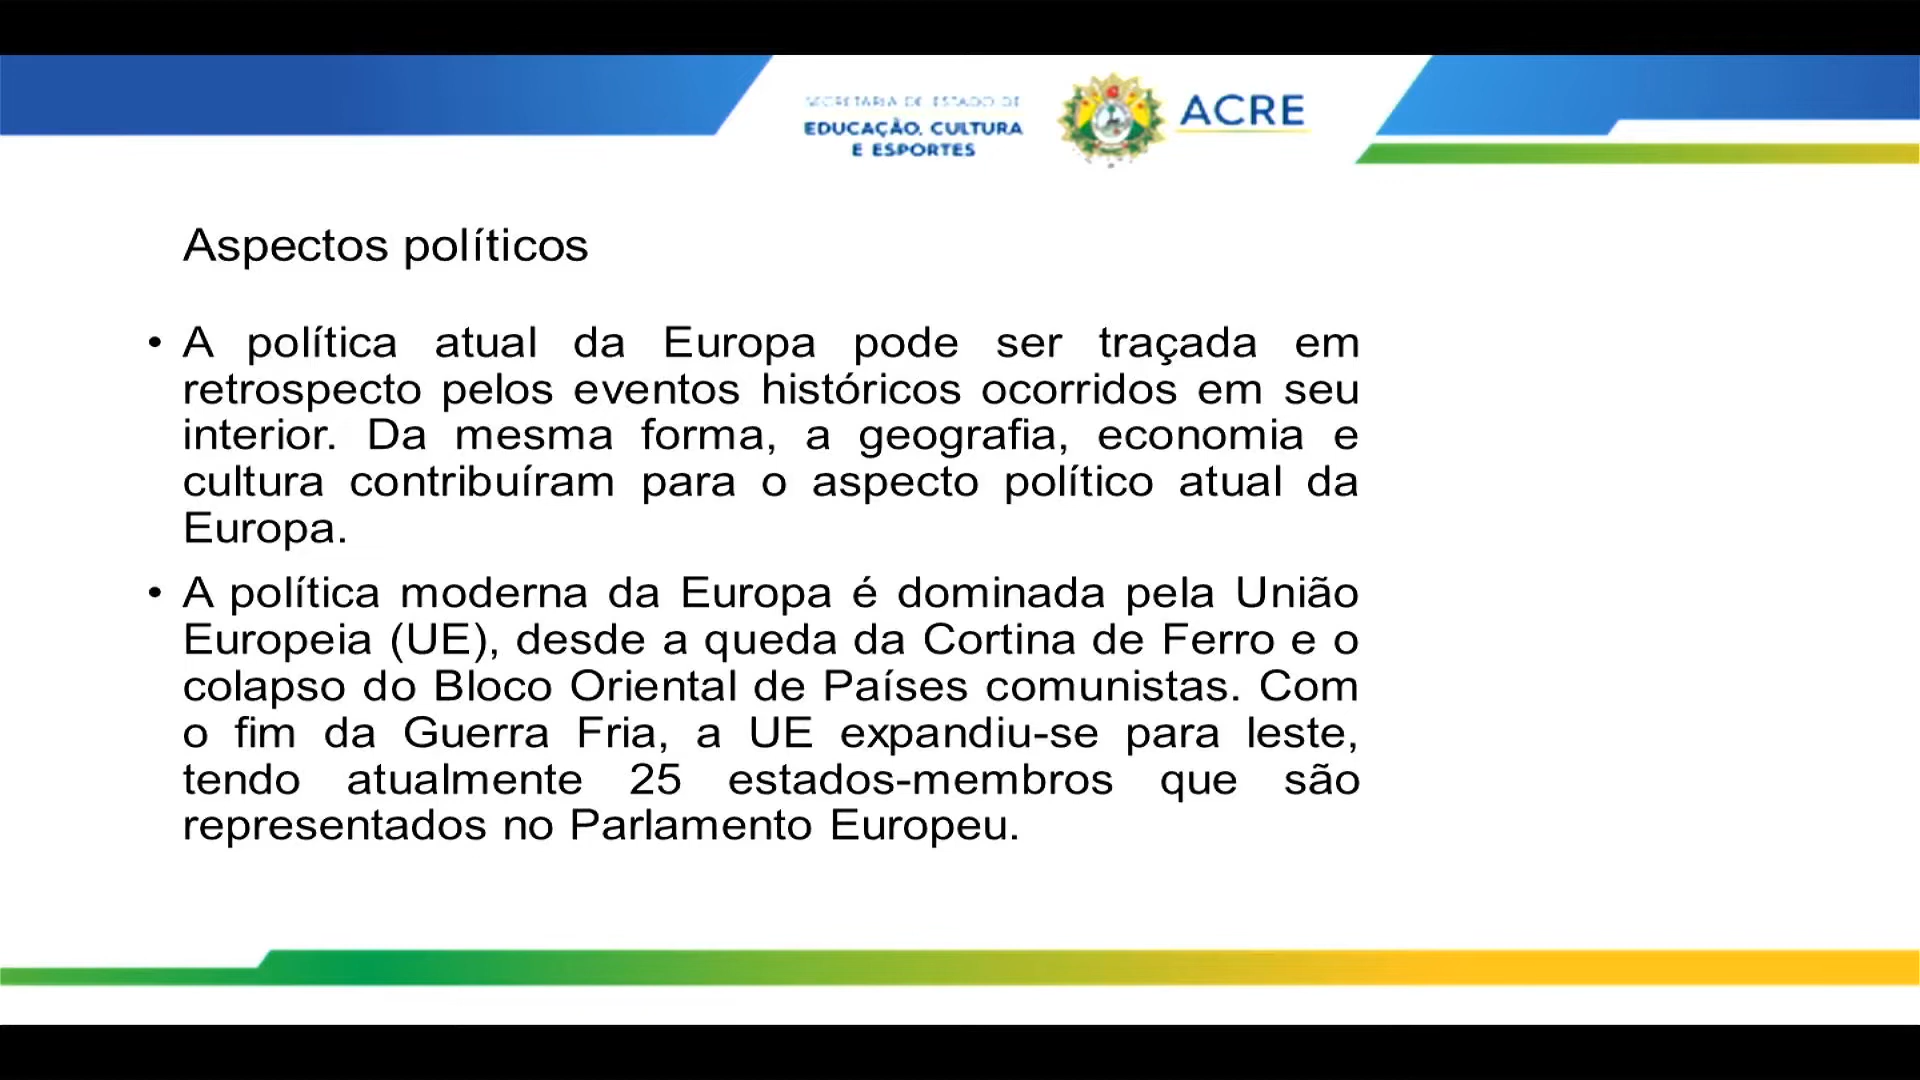 SECRETARIA DE ESTADO DE
EDUCAÇÃO, CULTURA
E ESPORTES
ACRE
Aspectos políticos
• A política atual da Europa pode ser traçada em
retrospecto pelos eventos históricos ocorridos em seu
interior. Da mesma forma, a geografia, economia e
cultura contribuíram para o aspecto político atual da
Europa.
• A política moderna da Europa é dominada pela União
Europeia (UE), desde a queda da Cortina de Ferro e o
colapso do Bloco Oriental de Países comunistas. Com
o fim da Guerra Fria, a UE expandiu-se para leste,
tendo atualmente 25 estados-membros que são
representados no Parlamento Europeu.